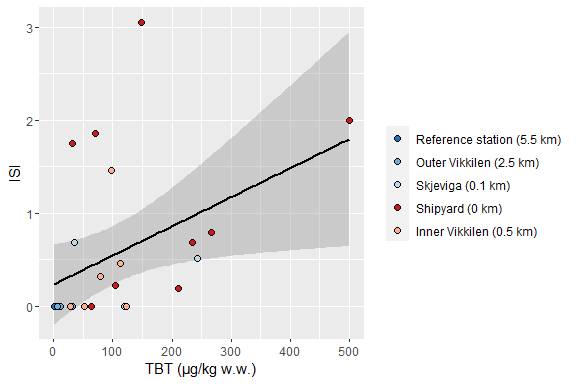 3
2
1
0
ISI
0
100
200
300
400
500
TBT (µg/kg w.w.)
Reference station (5.5 km)
Outer Vikkilen (2.5 km)
Skjeviga (0.1 km)
Shipyard (0 km)
Inner Vikkilen (0.5 km)